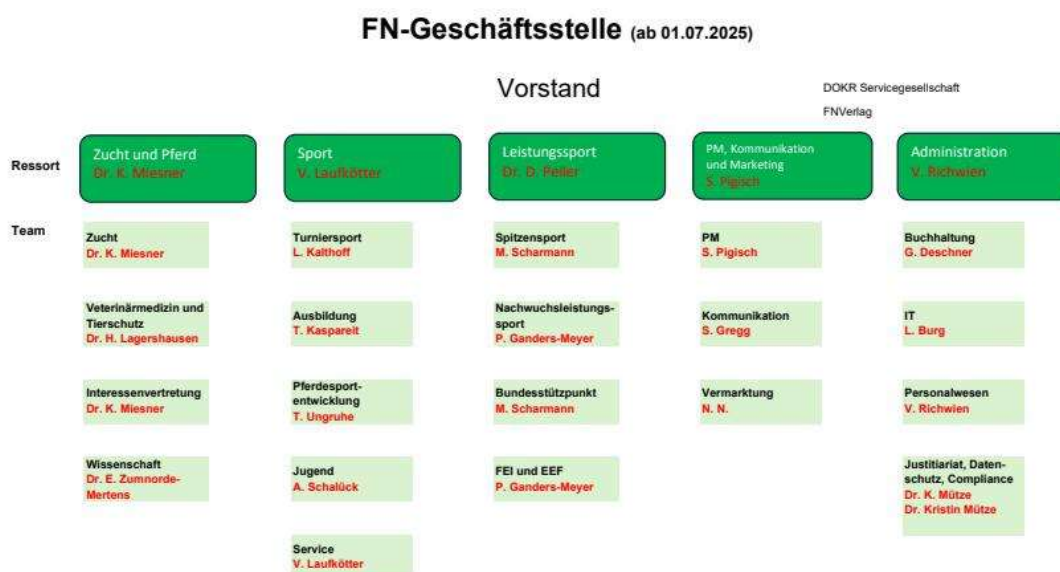 FN-Geschäftsstelle (ab 01.07.2025)
Vorstand
DOKR Servicegesellschaft
FNVerlag
Ressort
Zucht und Pferd
Dr. K. Miesner
Sport
V. Laufkötter
Leistungssport
Dr. D. Peiler
PM, Kommunikation
und Marketing
S. Pigisch
Administration
V. Richwien
Team
Zucht
Dr. K. Miesner
Turniersport
L. Kalthoff
Spitzensport
M. Scharmann
PM
S. Pigisch
Buchhaltung
G. Deschner
Veterinärmedizin und
Tierschutz
Dr. H. Lagershausen
Ausbildung
T. Kaspareit
Nachwuchsleistungs-
sport
P. Ganders-Meyer
Kommunikation
S. Gregg
IT
L. Burg
Interessenvertretung
Dr. K. Miesner
Pferdesport-
entwicklung
T. Ungruhe
Bundesstützpunkt
M. Scharmann
Vermarktung
N. N.
Personalwesen
V. Richwien
Wissenschaft
Dr. E. Zumnorde-
Mertens
Jugend
A. Schalück
FEI und EEF
P. Ganders-Meyer
Justitiariat, Daten-
schutz, Compliance
Dr. K. Mütze
Dr. Kristin Mütze
Service
V. Laufkötter